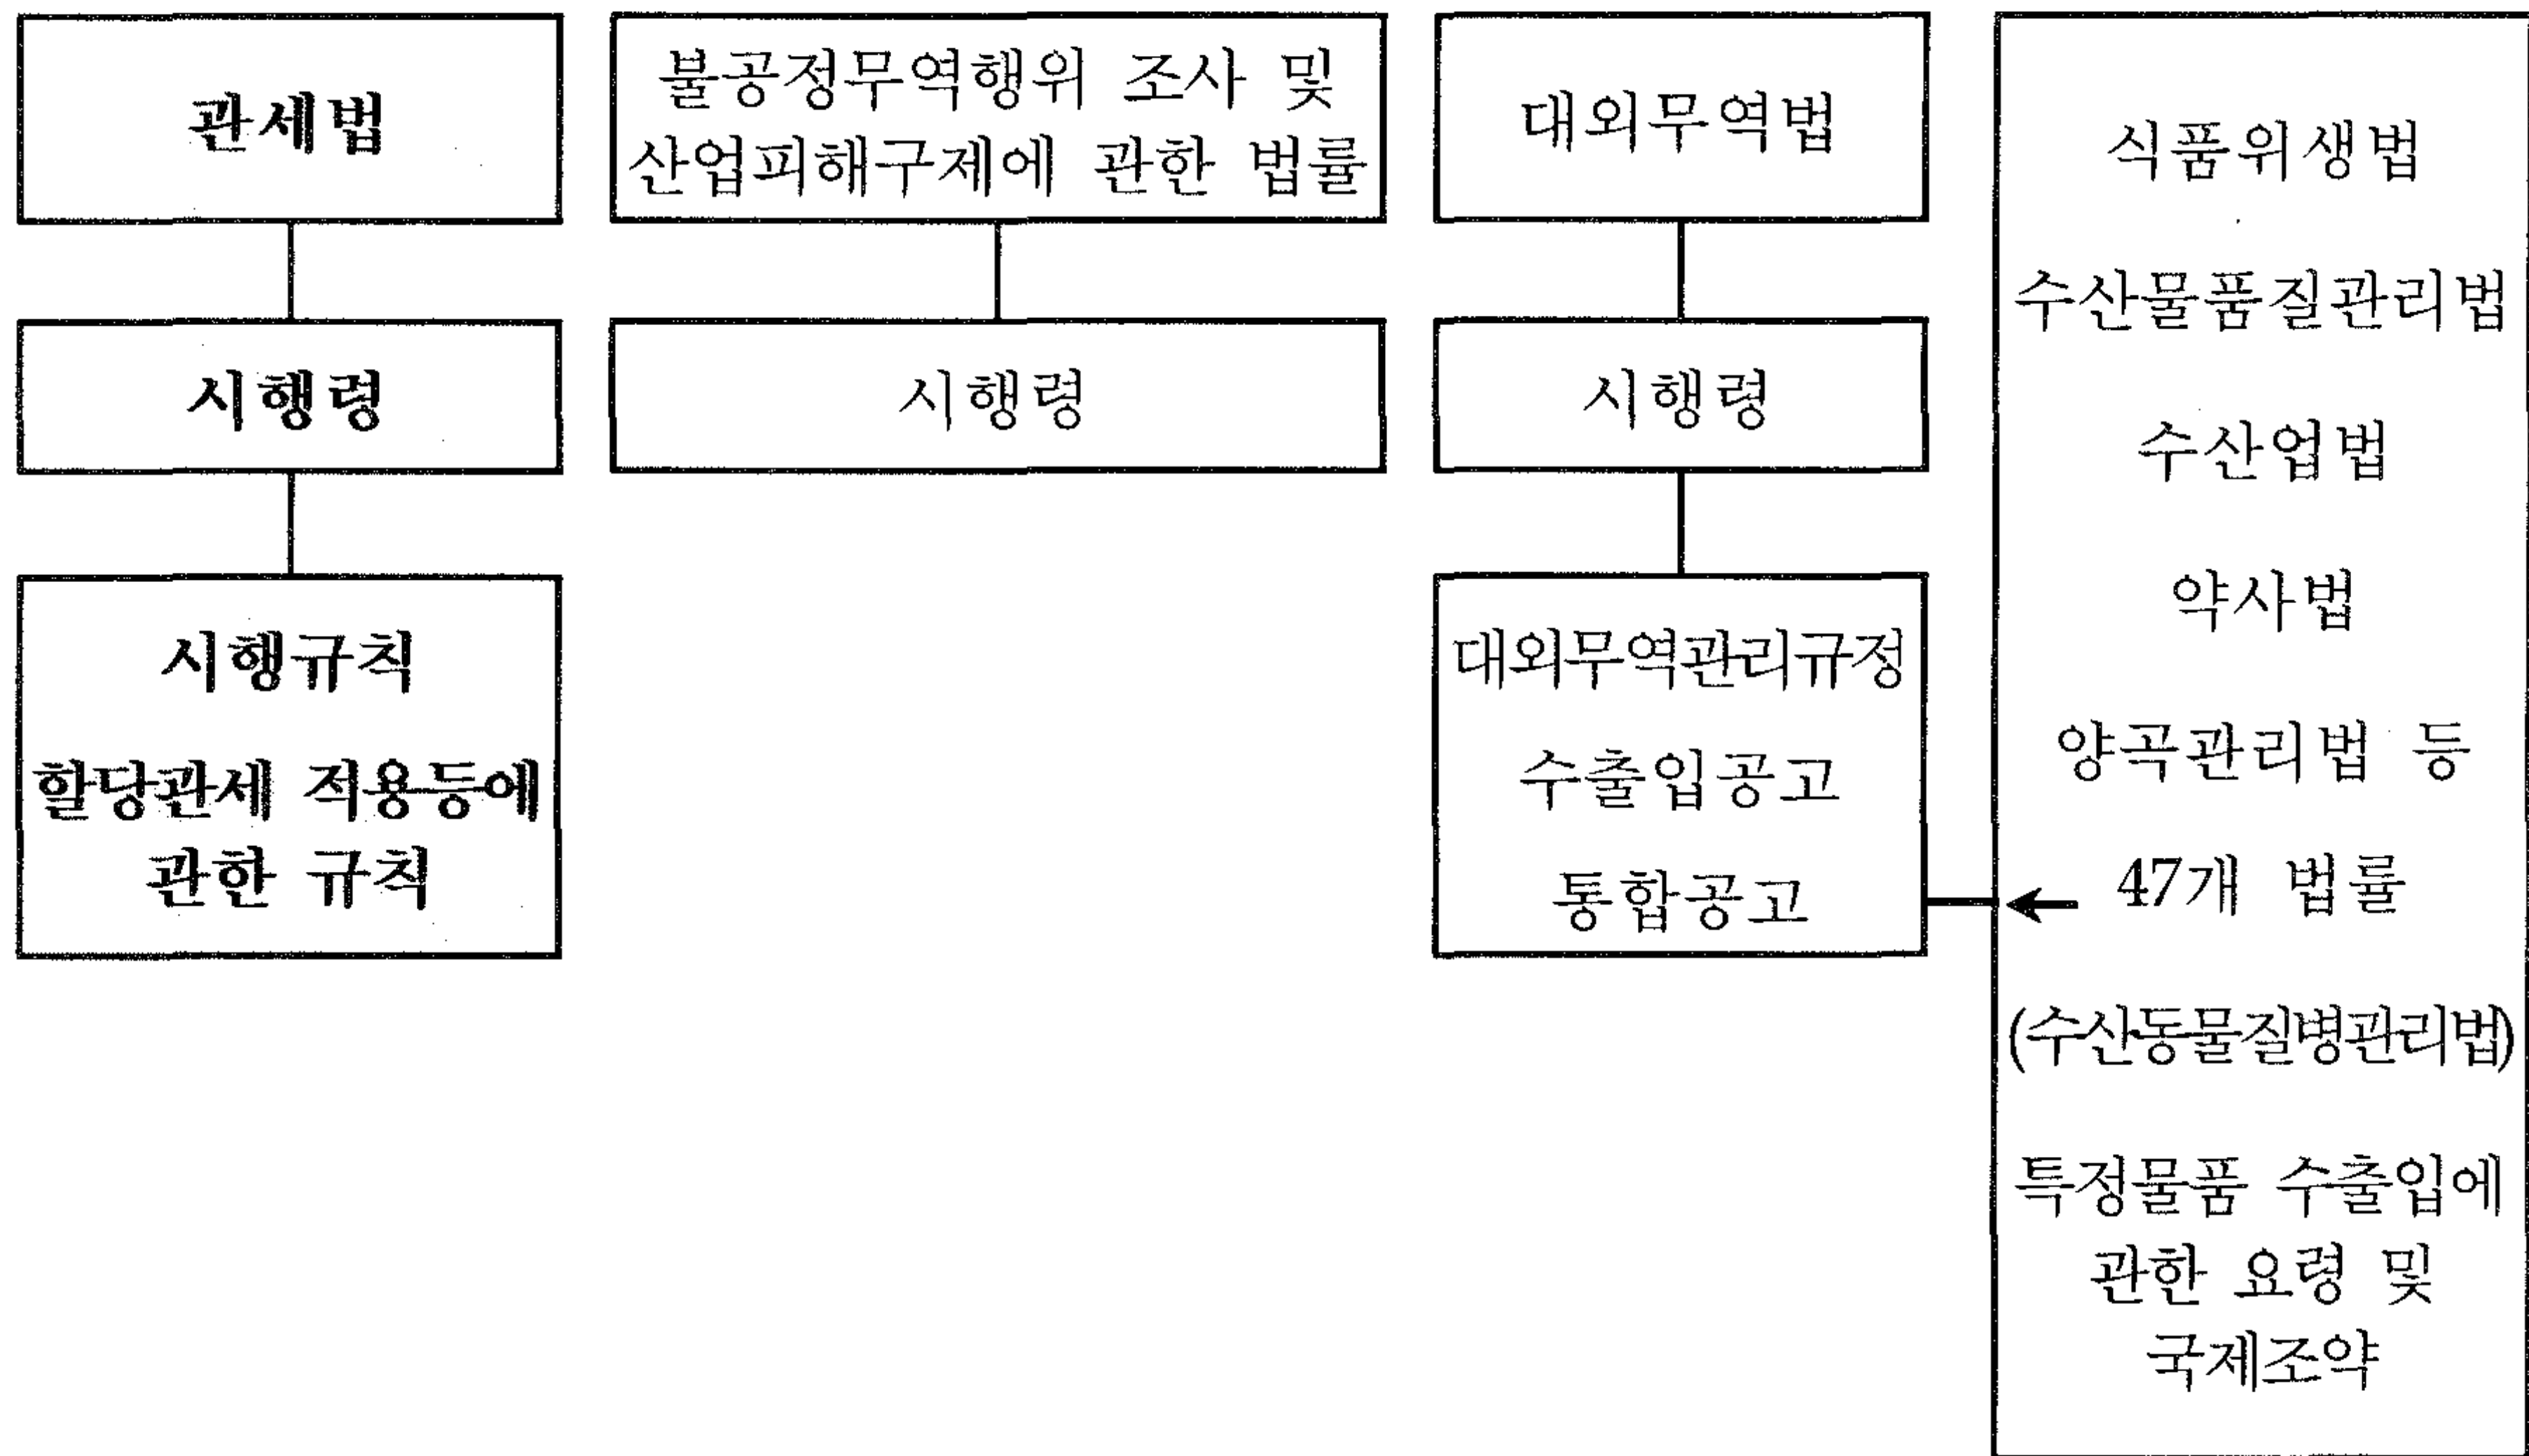 관세법
시행령
시행규칙
할당관세 적용등에
관한 규칙
불공정무역행위 조사 및
산업피해구제에 관한 법률
시행령
대외무역법
시행령
대외무역관리규정
수출입공고
통합공고
식품위생법
수산물품질관리법
수산업법
약사법
양곡관리법 등
47개 법률
(수산동물질병관리법)
특정물품 수출입에
관한 요령 및
국제조약